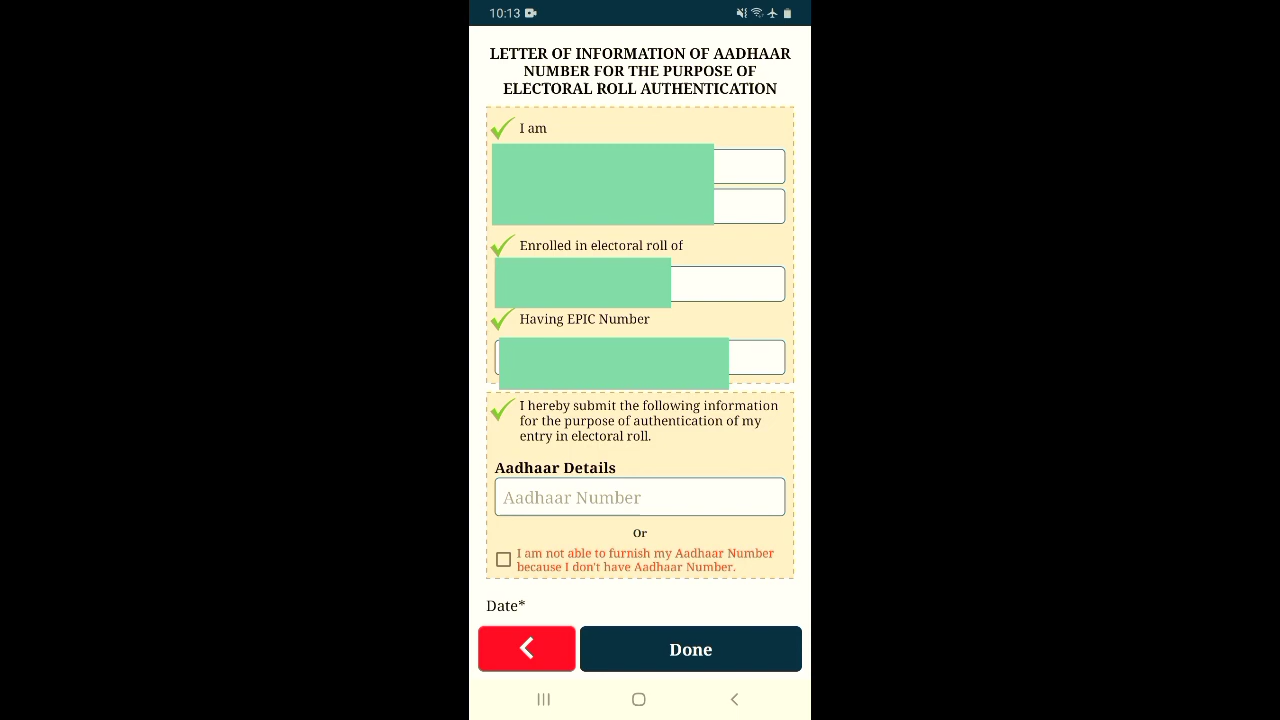 10:13
LETTER OF INFORMATION OF AADHAAR
NUMBER FOR THE PURPOSE OF
ELECTORAL ROLL AUTHENTICATION
I am
Enrolled in electoral roll of
Having EPIC Number
I hereby submit the following information
for the purpose of authentication of my
entry in electoral roll.
Aadhaar Details
Aadhaar Number
Or
I am not able to furnish my Aadhaar Number
because I don't have Aadhaar Number.
Date*
Done